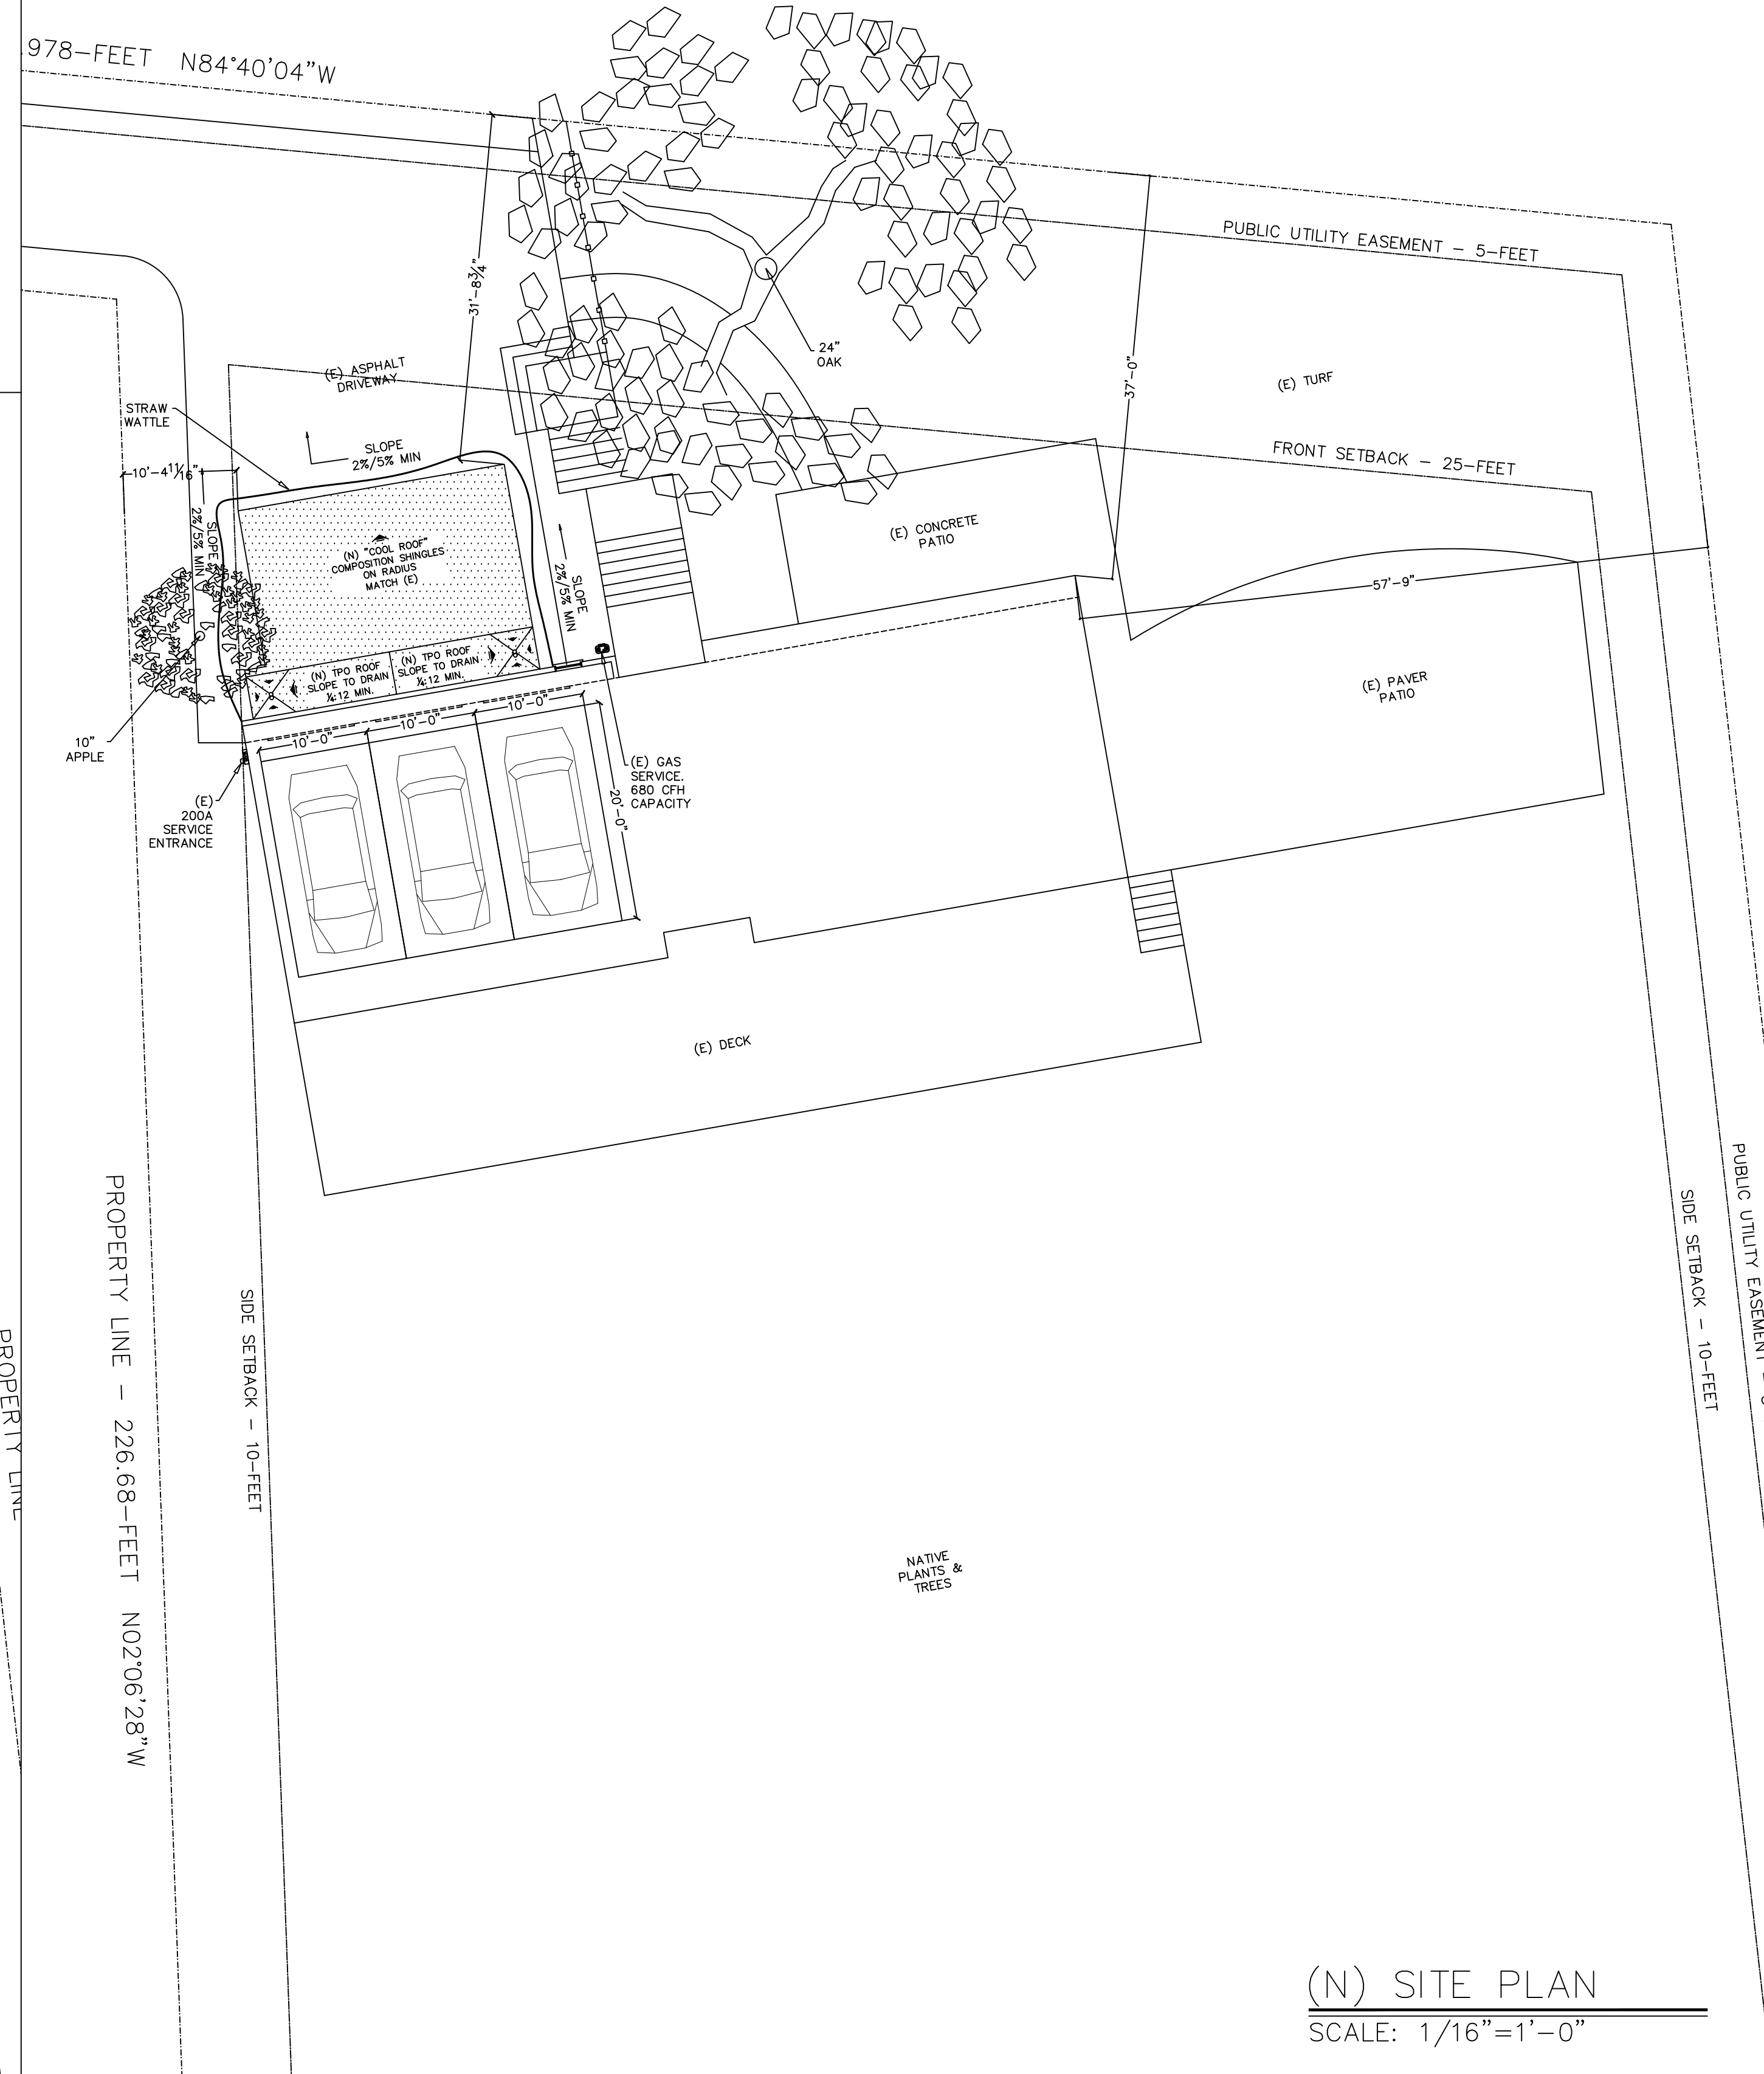 .978-FEET N84°40'04"W
PUBLIC UTILITY EASEMENT - 5-FEET
31'-8¾"
24"
OAK
37'-0"
(E) TURF
(E) ASPHALT
DRIVEWAY
STRAW
WATTLE
SLOPE
2%/5% MIN
FRONT SETBACK - 25-FEET
10'-4 11/16"
SLOPE
2%/5% MIN
(N) "COOL ROOF"
COMPOSITION SHINGLES
ON RADIUS
MATCH (E)
SLOPE
2%/5% MIN
(E) CONCRETE
PATIO
57'-9"
(N) TPO ROOF
SLOPE TO DRAIN
¼:12 MIN.
(N) TPO ROOF
SLOPE TO DRAIN
¼:12 MIN.
(E) PAVER
PATIO
10"
APPLE
10'-0"
10'-0"
10'-0"
(E) GAS
SERVICE.
680 CFH
CAPACITY
20'-0"
(E)
200A
SERVICE
ENTRANCE
(E) DECK
PROPERTY LINE - 226.68-FEET N02°06'28"W
SIDE SETBACK - 10-FEET
PROPERTY LINE
SIDE SETBACK - 10-FEET
PUBLIC UTILITY EASEMENT
NATIVE
PLANTS &
TREES
(N) SITE PLAN
SCALE: 1/16"=1'-0"